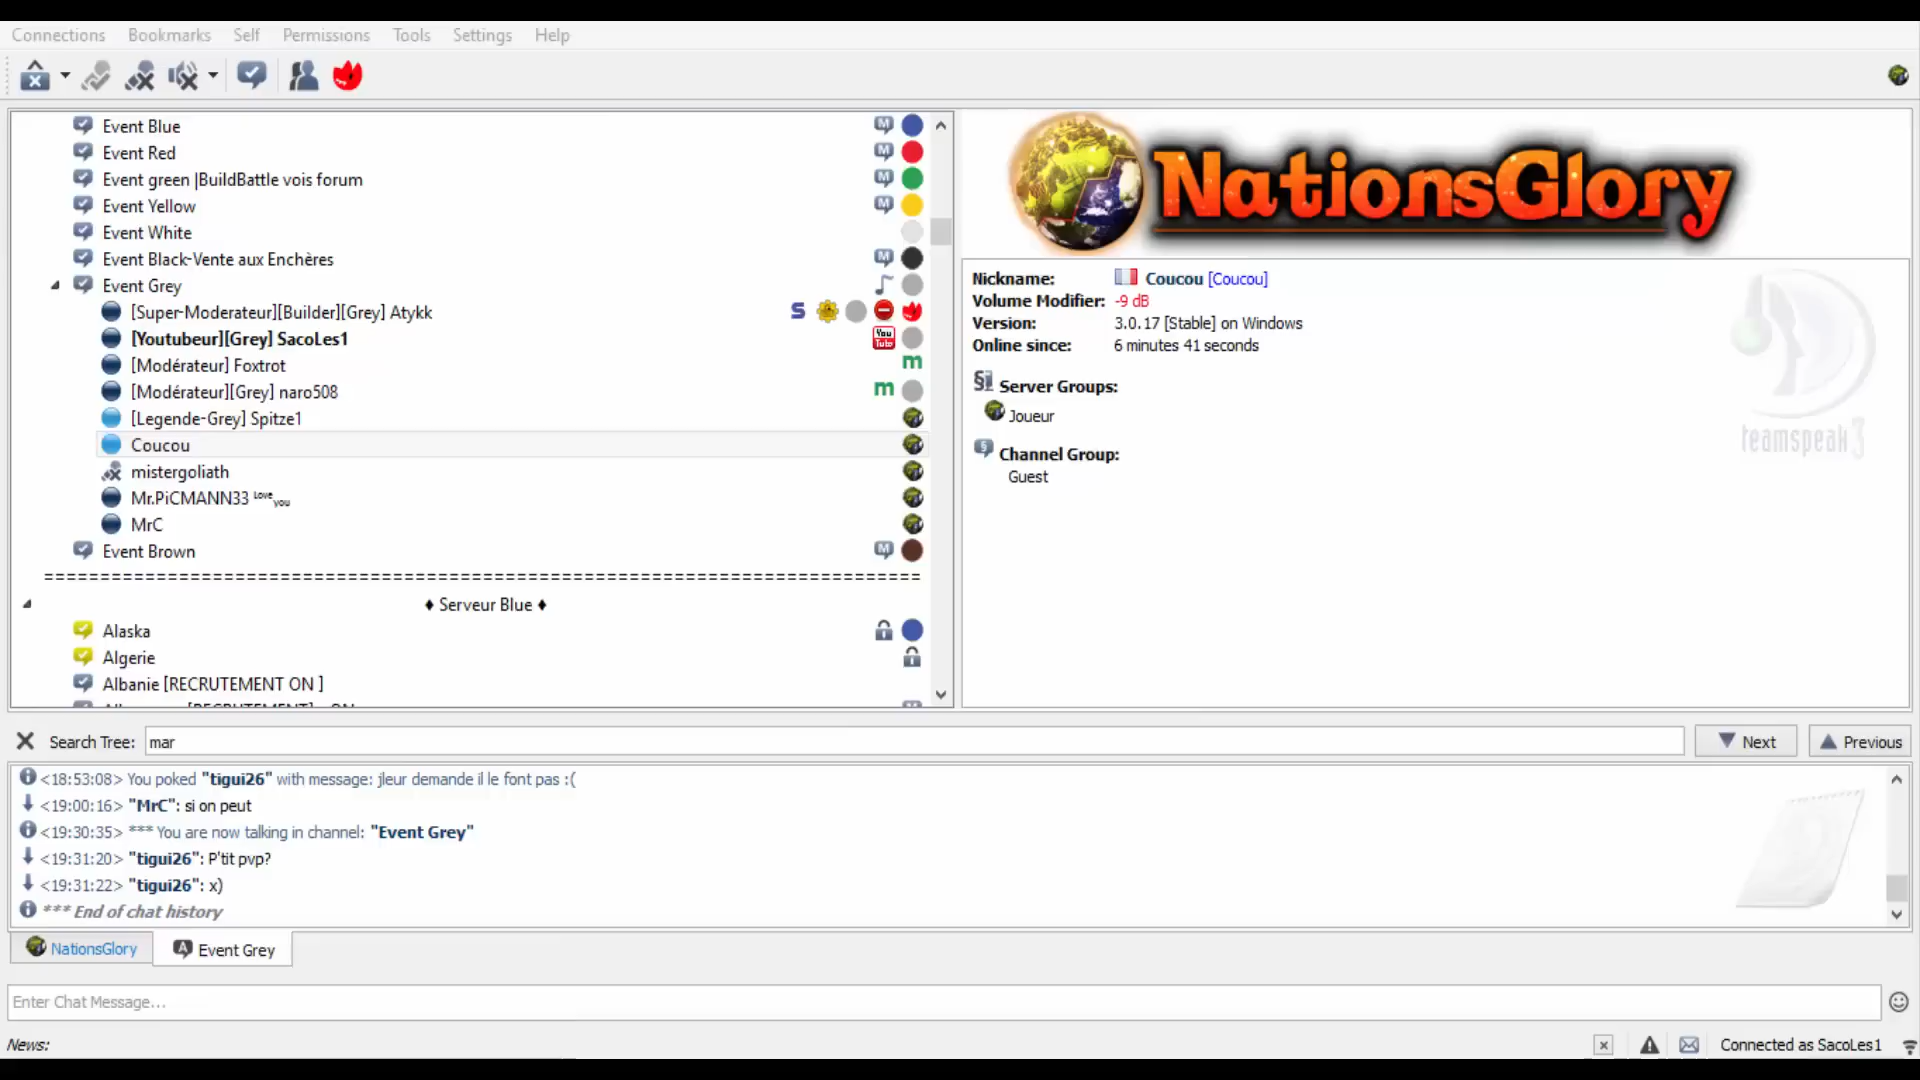 Connections Bookmarks Self Permissions Tools Settings Help
Event Blue
Event Red
Event green |BuildBattle vois forum
Event Yellow
Event White
Event Black-Vente aux Enchères
Event Grey
[Super-Moderateur][Builder][Grey] Atykk
[Youtubeur][Grey] SacoLes1
[Modérateur] Foxtrot
[Modérateur][Grey] naro508
[Legende-Grey] Spitze1
Coucou
mistergoliath
Mr.PiCMANN33 Love you
MrC
Event Brown
♦ Serveur Blue ♦
Alaska
Algerie
Albanie [RECRUTEMENT ON ]
NationsGlory
Nickname: Coucou [Coucou]
Volume Modifier: -9 dB
Version: 3.0.17 [Stable] on Windows
Online since: 6 minutes 41 seconds
Server Groups:
Joueur
Channel Group:
Guest
teamspeak 3
Search Tree: mar Next Previous
<18:53:08> You poked "tigui26" with message: jleur demande il le font pas :(
<19:00:16> "MrC": si on peut
<19:30:35> *** You are now talking in channel: "Event Grey"
<19:31:20> "tigui26": P'tit pvp?
<19:31:22> "tigui26": x)
*** End of chat history
NationsGlory Event Grey
Enter Chat Message...
News: Connected as SacoLes1